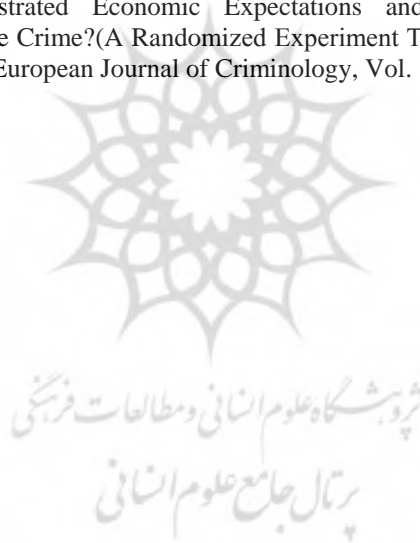 strated Economic Expectations and
e Crime?(A Randomized Experiment T
European Journal of Criminology, Vol.
پژوهشگاه علوم انسانی و مطالعات فرهنگی
پرتال جامع علوم انسانی